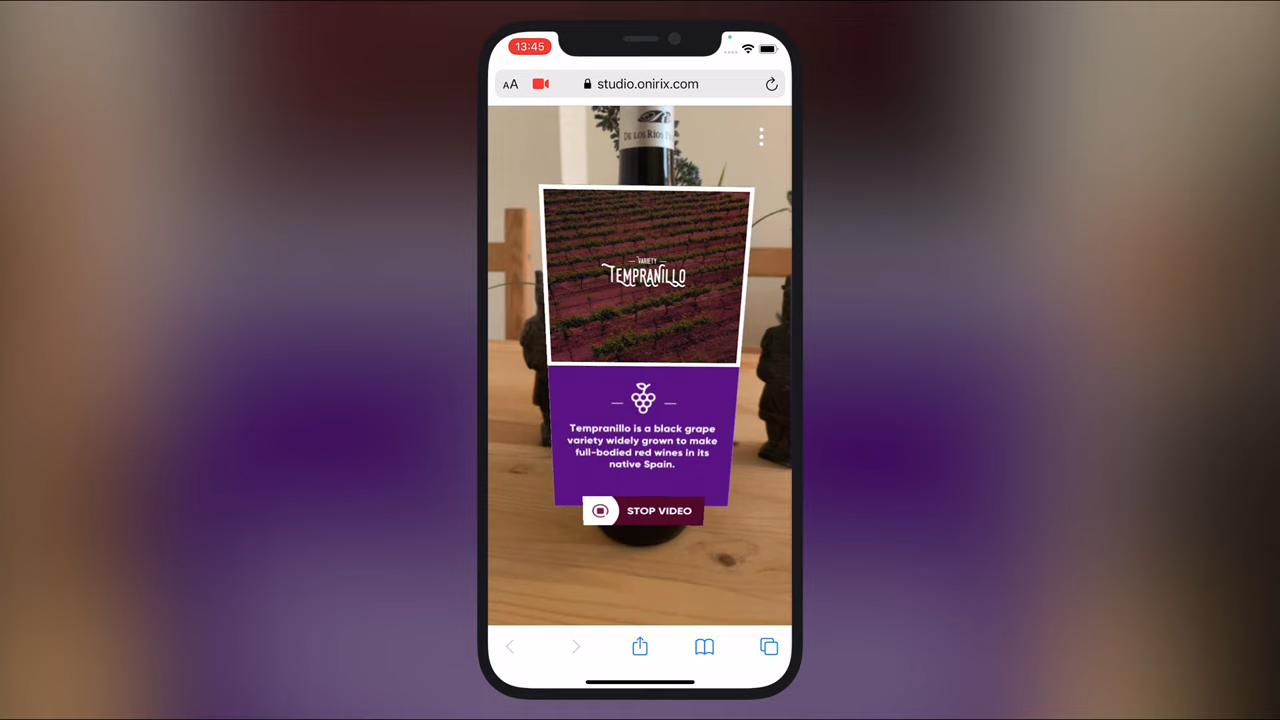 13:45
AA
studio.onirix.com
DE LOS RÍOS
VARIETY
TEMPRANILLO
Tempranillo is a black grape
variety widely grown to make
full-bodied red wines in its
native Spain.
STOP VIDEO